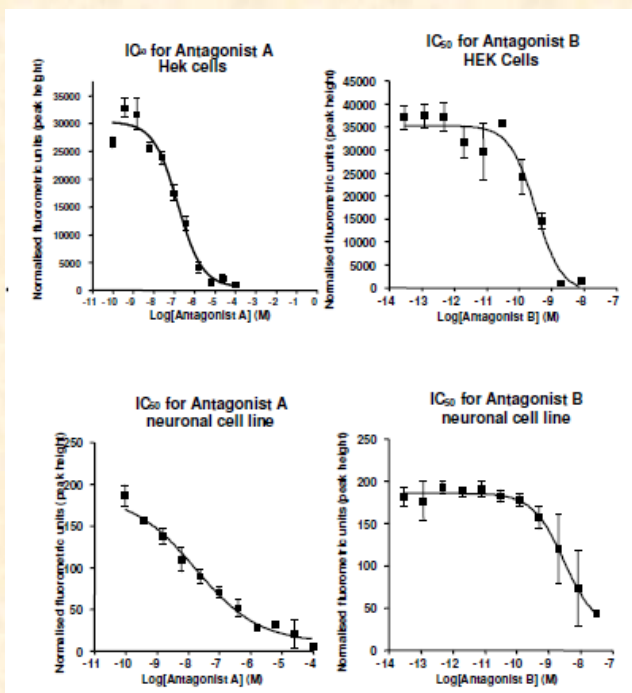 IC₅₀ for Antagonist A
Hek cells
Normalised fluorometric units (peak height)
35000
30000
25000
20000
15000
10000
5000
0
-11 -10 -9 -8 -7 -6 -5 -4 -3 -2 -1 0
Log[Antagonist A] (M)
IC₅₀ for Antagonist B
HEK Cells
Normalised fluorometric units (peak height)
45000
40000
35000
30000
25000
20000
15000
10000
5000
0
-14 -13 -12 -11 -10 -9 -8 -7
Log[Antagonist B] (M)
IC₅₀ for Antagonist A
neuronal cell line
Normalised fluorometric units (peak height)
250
200
150
100
50
0
-11 -10 -9 -8 -7 -6 -5 -4
Log[Antagonist A] (M)
IC₅₀ for Antagonist B
neuronal cell line
Normalised fluorometric units (peak height)
250
200
150
100
50
0
-14 -13 -12 -11 -10 -9 -8 -7
Log[Antagonist B] (M)